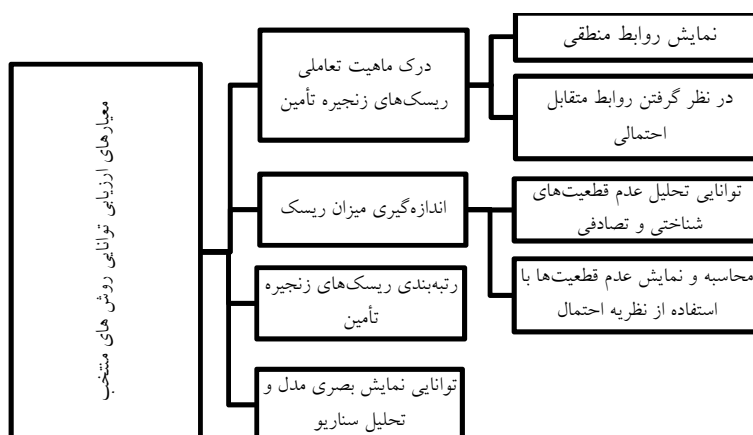 معیارهای ارزیابی توانایی روش های منتخب
درک ماهیت تعاملی
ریسک‌های زنجیره تأمین
نمایش روابط منطقی
در نظر گرفتن روابط متقابل
احتمالی
اندازه‌گیری میزان ریسک
توانایی تحلیل عدم قطعیت‌های
شناختی و تصادفی
محاسبه و نمایش عدم قطعیت‌ها با
استفاده از نظریه احتمال
رتبه‌بندی ریسک‌های زنجیره
تأمین
توانایی نمایش بصری مدل و
تحلیل سناریو